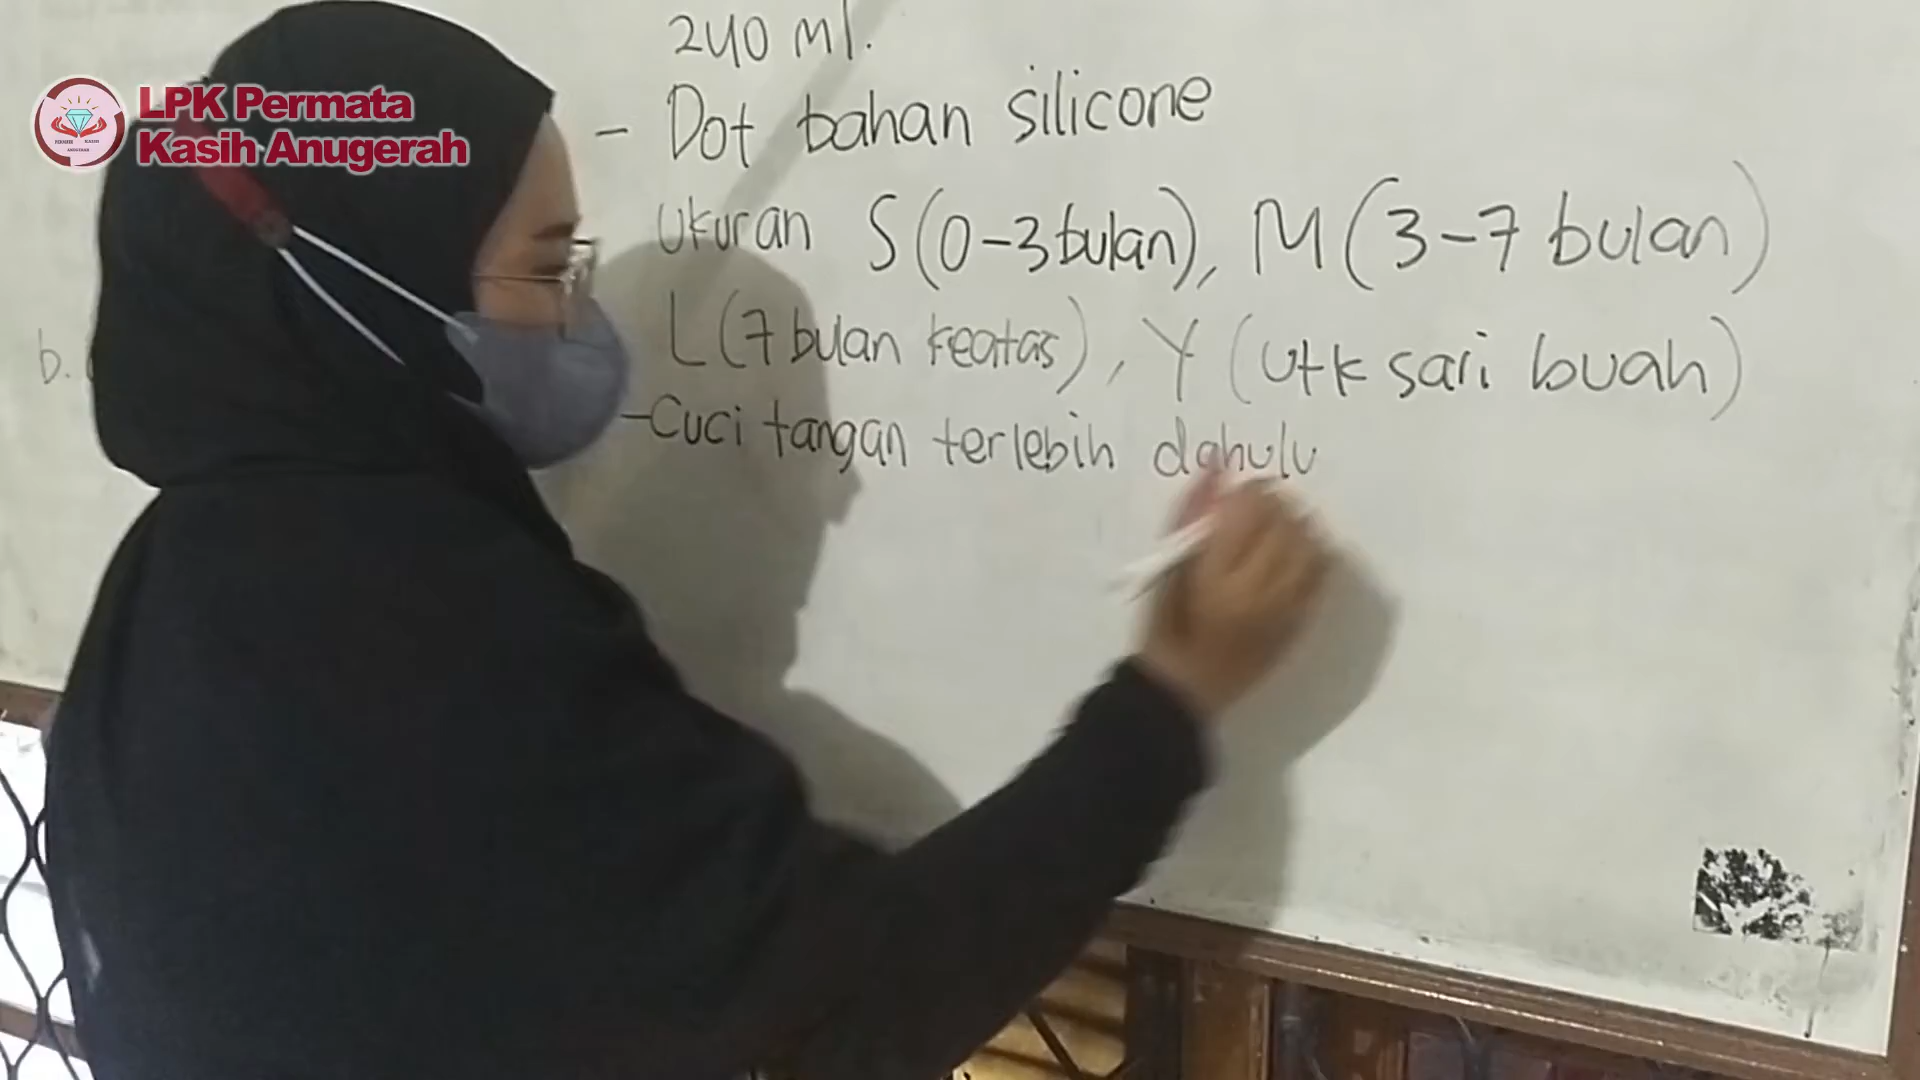 LPK Permata
Kasih Anugerah
240 ml.
- Dot bahan silicone
ukuran S (0-3 bulan), M (3-7 bulan)
L (7 bulan keatas), Y (utk sari buah)
b.
- Cuci tangan terlebih dahulu